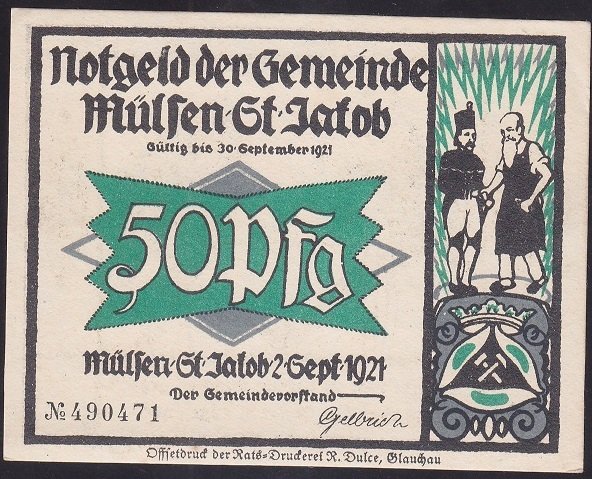 Notgeld der Gemeinde
Mülsen·St·Jakob
Gültig bis 30·September 1921
50 Pfg
Mülsen·St·Jakob 2·Sept·1921
Der Gemeindevorstand
№ 490471
Gelbrich
Offsetdruck der Rats-Druckerei R. Dulce, Glauchau